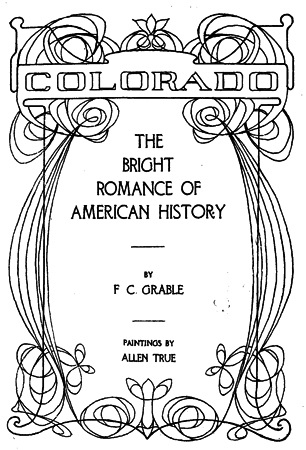 COLORADO
THE
BRIGHT
ROMANCE OF
AMERICAN HISTORY
BY
F C. GRABLE
PAINTINGS BY
ALLEN TRUE